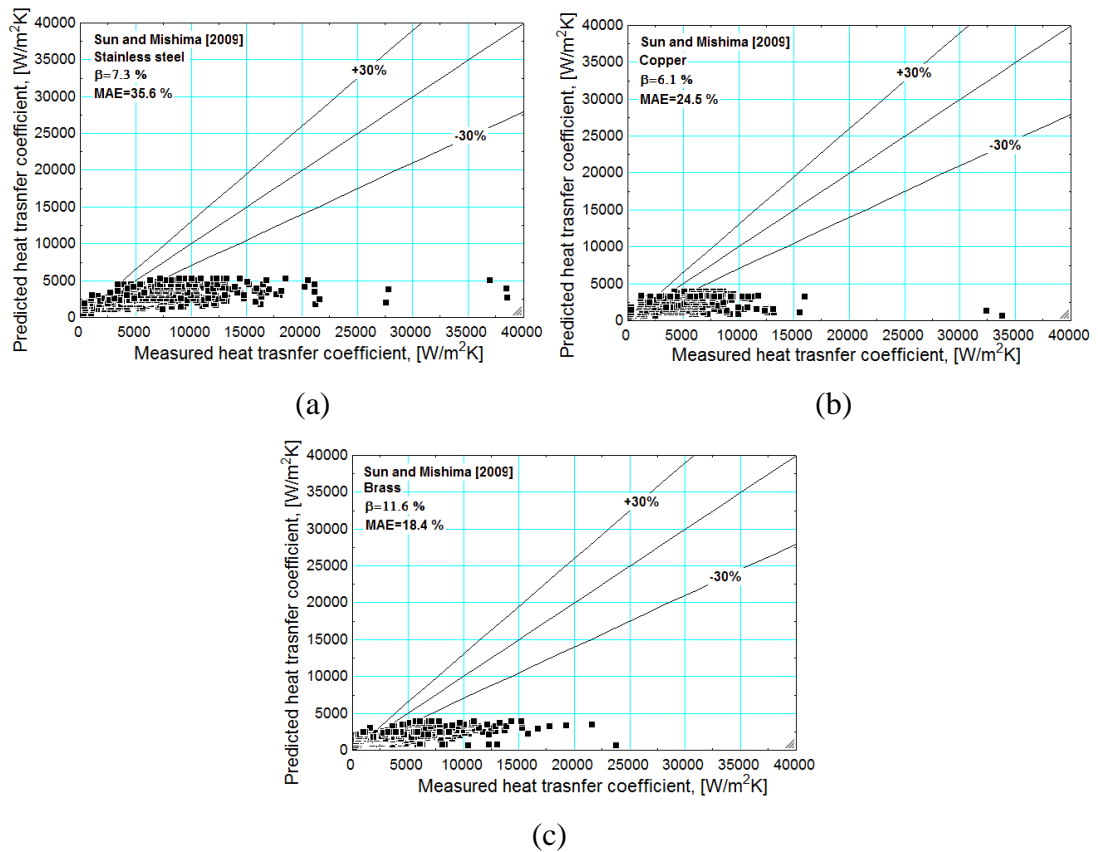 Sun and Mishima [2009]
Stainless steel
β=7.3 %
MAE=35.6 %
+30%
-30%
40000
35000
30000
25000
20000
15000
10000
5000
0
0 5000 10000 15000 20000 25000 30000 35000 40000
Predicted heat trasnfer coefficient, [W/m²K]
Measured heat trasnfer coefficient, [W/m²K]
(a)
Sun and Mishima [2009]
Copper
β=6.1 %
MAE=24.5 %
+30%
-30%
40000
35000
30000
25000
20000
15000
10000
5000
0
0 5000 10000 15000 20000 25000 30000 35000 40000
Predicted heat trasnfer coefficient, [W/m²K]
Measured heat trasnfer coefficient, [W/m²K]
(b)
Sun and Mishima [2009]
Brass
β=11.6 %
MAE=18.4 %
+30%
-30%
40000
35000
30000
25000
20000
15000
10000
5000
0
0 5000 10000 15000 20000 25000 30000 35000 40000
Predicted heat trasnfer coefficient, [W/m²K]
Measured heat trasnfer coefficient, [W/m²K]
(c)